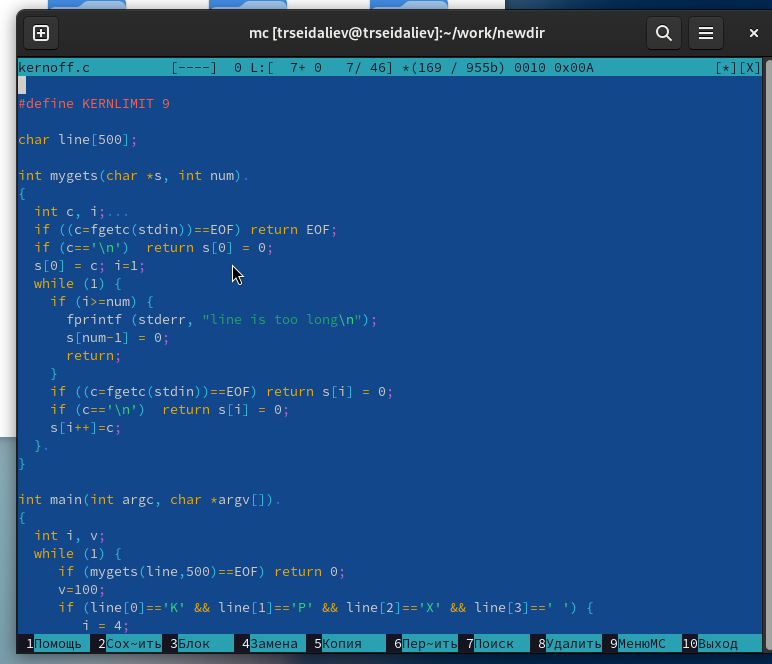 mc [trseidaliev@trseidaliev]:~/work/newdir
kernoff.c [----] 0 L:[ 7+ 0 7/ 46] *(169 / 955b) 0010 0x00A [*][X]
#define KERNLIMIT 9
char line[500];
int mygets(char *s, int num).
{
int c, i;...
if ((c=fgetc(stdin))==EOF) return EOF;
if (c=='\n') return s[0] = 0;
s[0] = c; i=1;
while (1) {
if (i>=num) {
fprintf (stderr, "line is too long\n");
s[num-1] = 0;
return;
}
if ((c=fgetc(stdin))==EOF) return s[i] = 0;
if (c=='\n') return s[i] = 0;
s[i++]=c;
}.
}
int main(int argc, char *argv[]).
{
int i, v;
while (1) {
if (mygets(line,500)==EOF) return 0;
v=100;
if (line[0]=='K' && line[1]=='P' && line[2]=='X' && line[3]==' ') {
i = 4;
1Помощь 2Сох~ить 3Блок 4Замена 5Копия 6Пер~ить 7Поиск 8Удалить 9МенюMC 10Выход